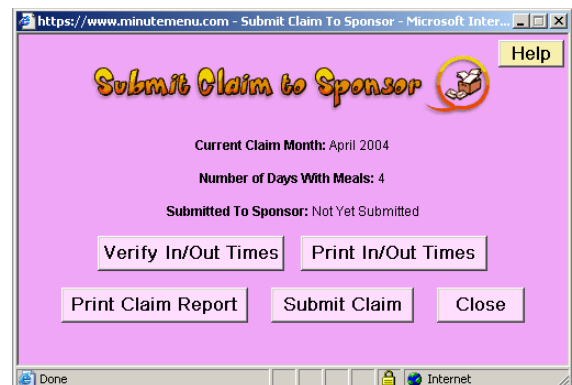 https://www.minutemenu.com - Submit Claim To Sponsor - Microsoft Inter...
Help
Submit Claim to Sponsor
Current Claim Month: April 2004
Number of Days With Meals: 4
Submitted To Sponsor: Not Yet Submitted
Verify In/Out Times Print In/Out Times
Print Claim Report Submit Claim Close
Done Internet